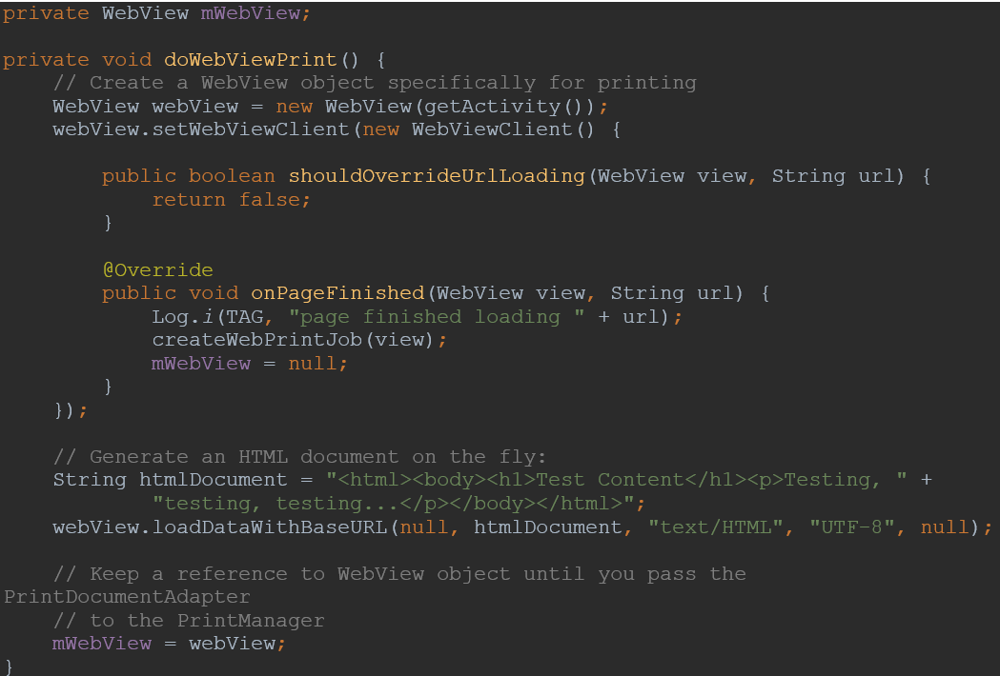 private WebView mWebView;

private void doWebViewPrint() {
    // Create a WebView object specifically for printing
    WebView webView = new WebView(getActivity());
    webView.setWebViewClient(new WebViewClient() {

        public boolean shouldOverrideUrlLoading(WebView view, String url) {
            return false;
        }

        @Override
        public void onPageFinished(WebView view, String url) {
            Log.i(TAG, "page finished loading " + url);
            createWebPrintJob(view);
            mWebView = null;
        }
    });

    // Generate an HTML document on the fly:
    String htmlDocument = "<html><body><h1>Test Content</h1><p>Testing, " +
            "testing, testing...</p></body></html>";
    webView.loadDataWithBaseURL(null, htmlDocument, "text/HTML", "UTF-8", null);

    // Keep a reference to WebView object until you pass the
PrintDocumentAdapter
    // to the PrintManager
    mWebView = webView;
}